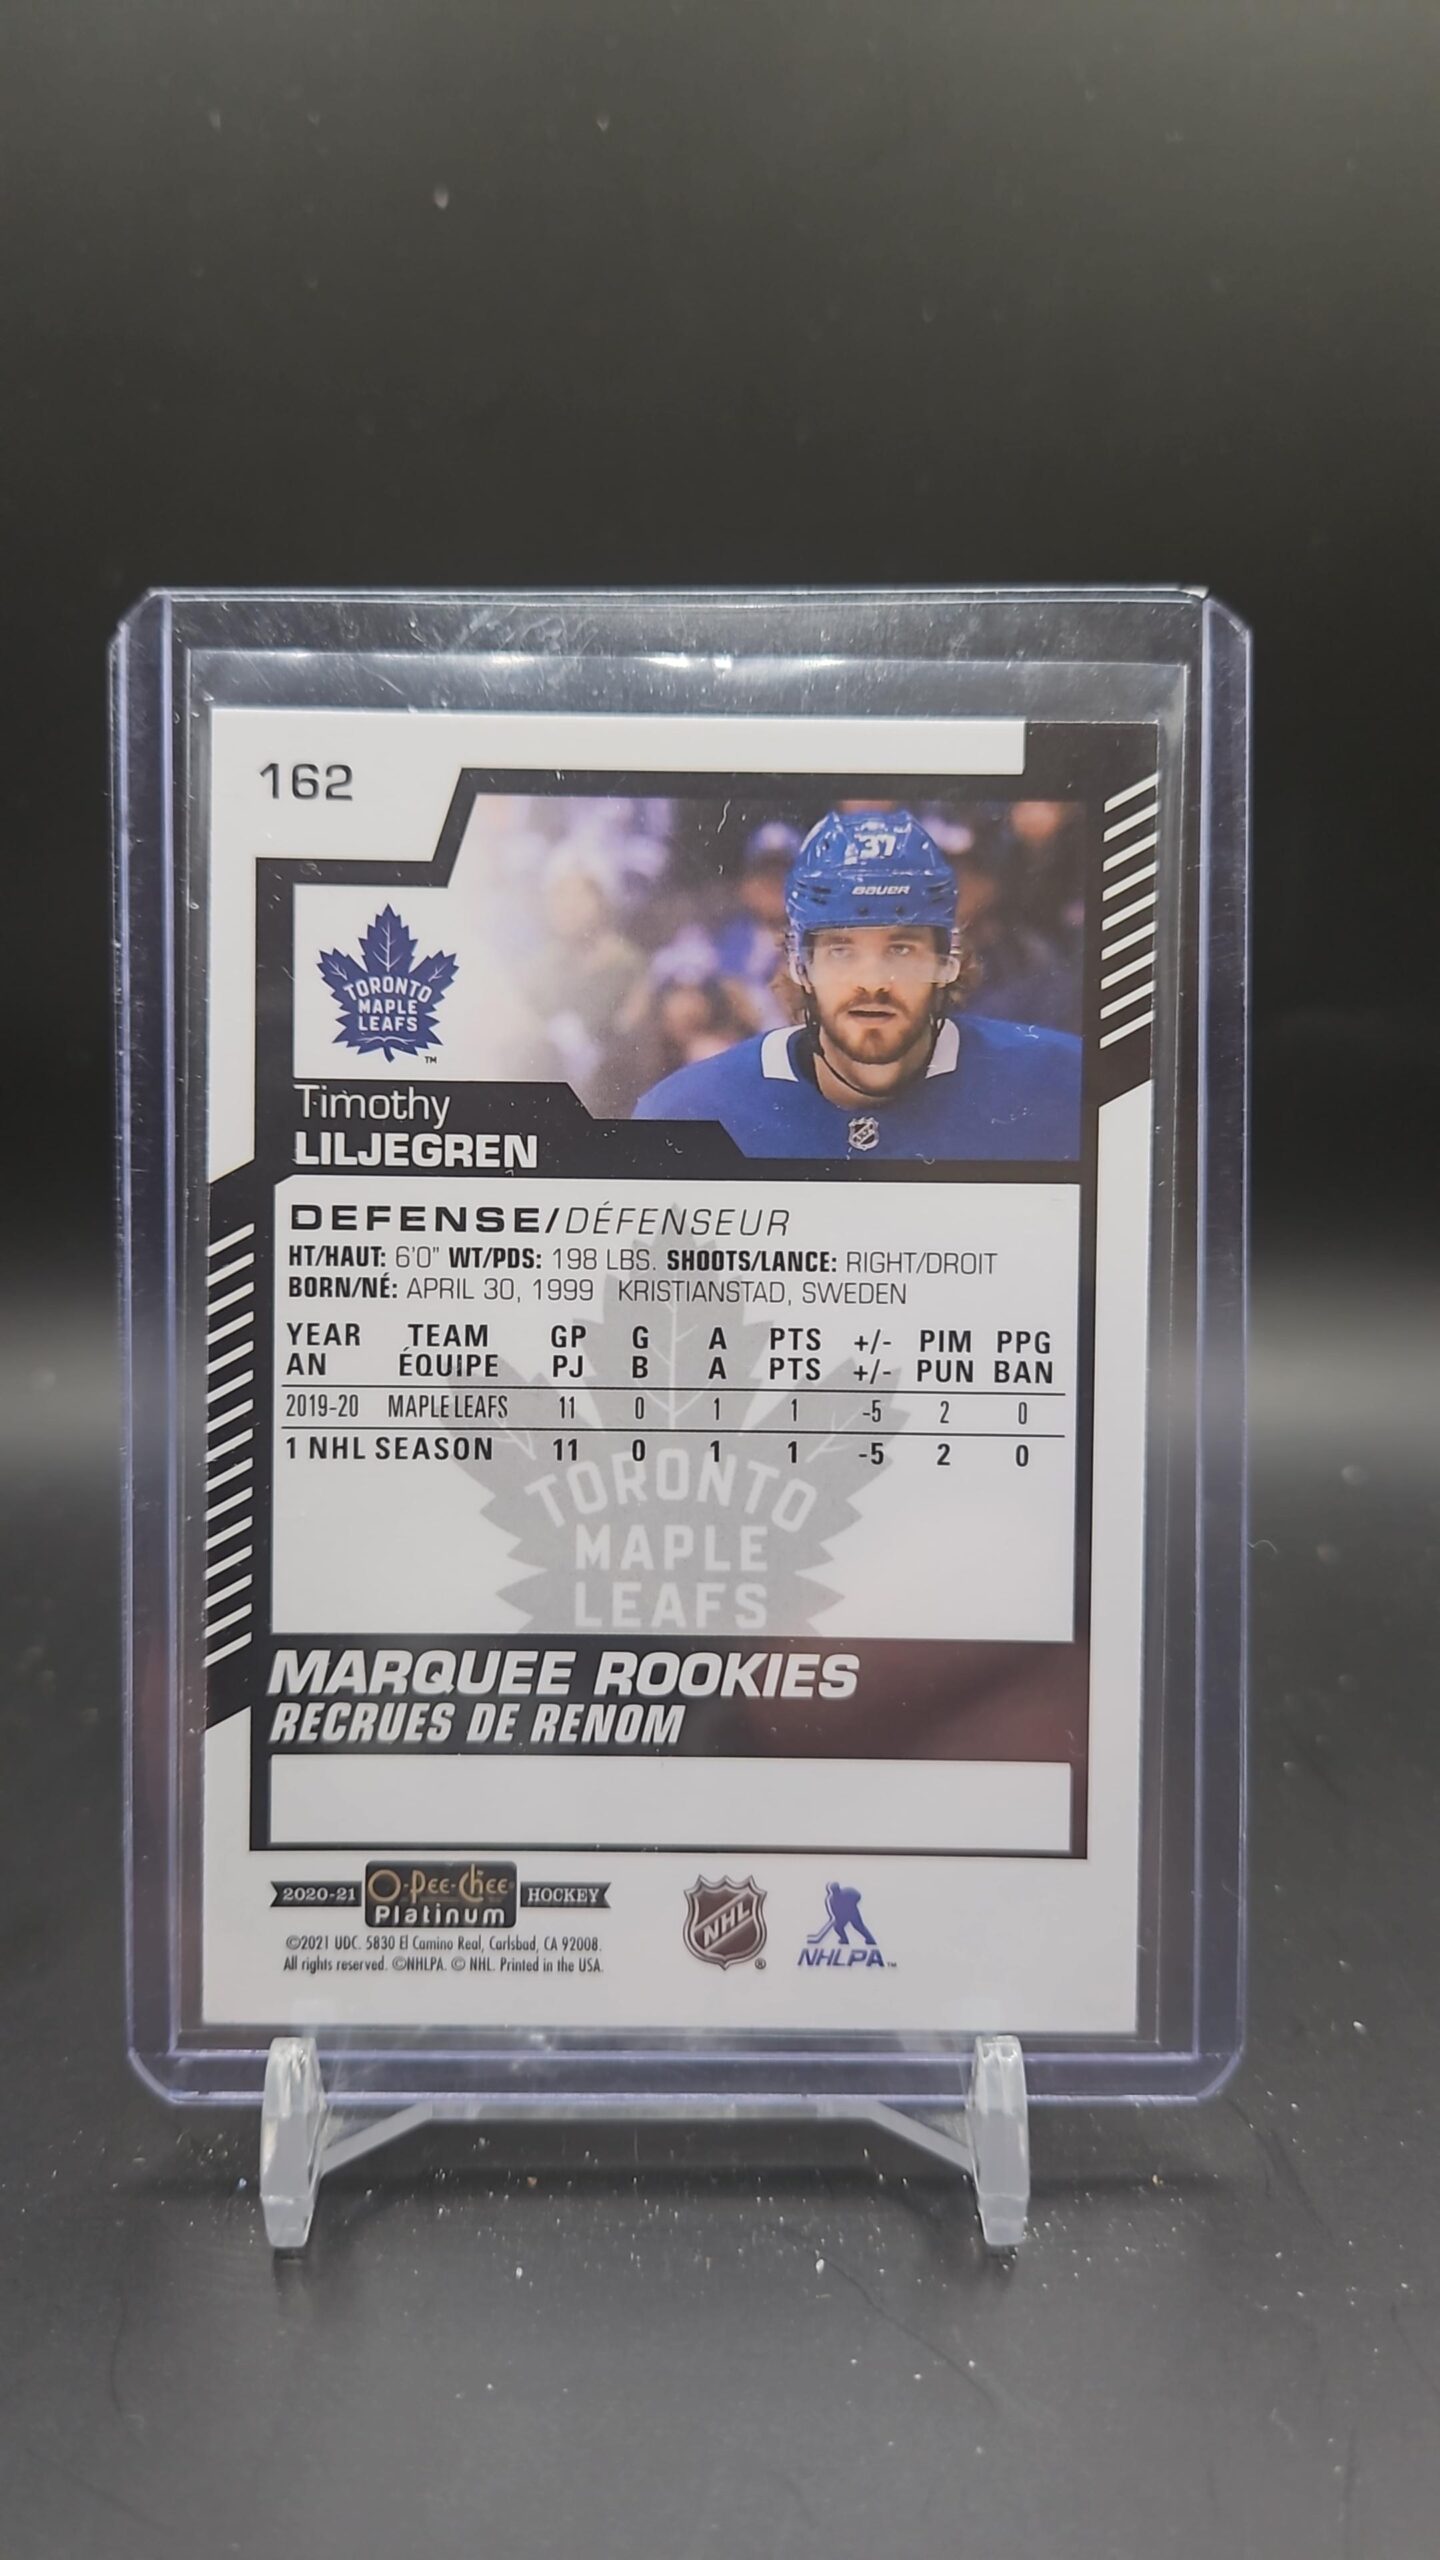 162
37
BAUER
TORONTO
MAPLE
LEAFS
TM
Timothy
LILJEGREN
DEFENSE/DÉFENSEUR
HT/HAUT: 6'0" WT/PDS: 198 LBS. SHOOTS/LANCE: RIGHT/DROIT
BORN/NÉ: APRIL 30, 1999 KRISTIANSTAD, SWEDEN
YEAR TEAM GP G A PTS +/- PIM PPG
AN ÉQUIPE PJ B A PTS +/- PUN BAN
2019-20 MAPLE LEAFS 11 0 1 1 -5 2 0
1 NHL SEASON 11 0 1 1 -5 2 0
TORONTO
MAPLE
LEAFS
MARQUEE ROOKIES
RECRUES DE RENOM
2020-21 O-Pee-Chee HOCKEY
Platinum
©2021 UDC. 5830 El Camino Real, Carlsbad, CA 92008.
All rights reserved. ©NHLPA. © NHL. Printed in the USA.
NHL ®
NHLPA™